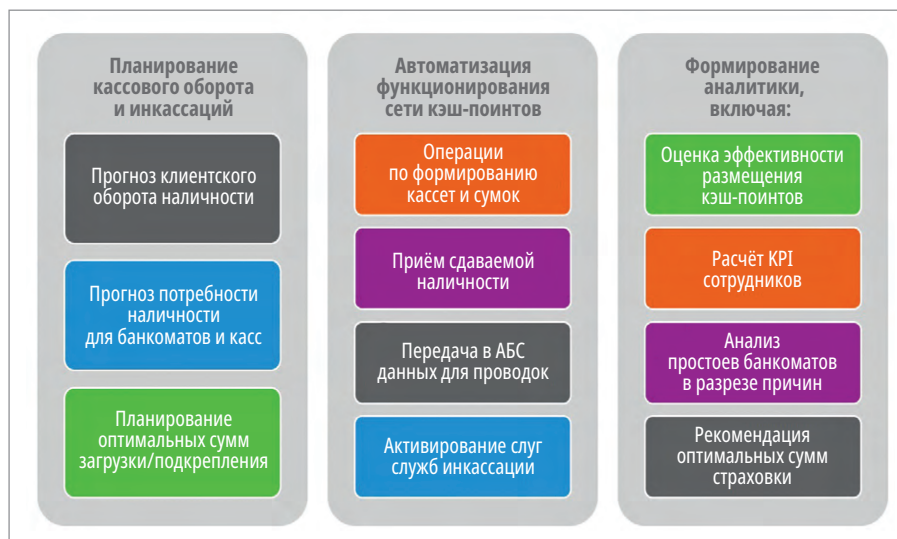 Планирование
кассового оборота
и инкассаций
Прогноз клиентского
оборота наличности
Прогноз потребности
наличности
для банкоматов и касс
Планирование
оптимальных сумм
загрузки/подкрепления
Автоматизация
функционирования
сети кэш-поинтов
Операции
по формированию
кассет и сумок
Приём сдаваемой
наличности
Передача в АБС
данных для проводок
Активирование слуг
служб инкассации
Формирование
аналитики,
включая:
Оценка эффективности
размещения
кэш-поинтов
Расчёт KPI
сотрудников
Анализ
простоев банкоматов
в разрезе причин
Рекомендация
оптимальных сумм
страховки